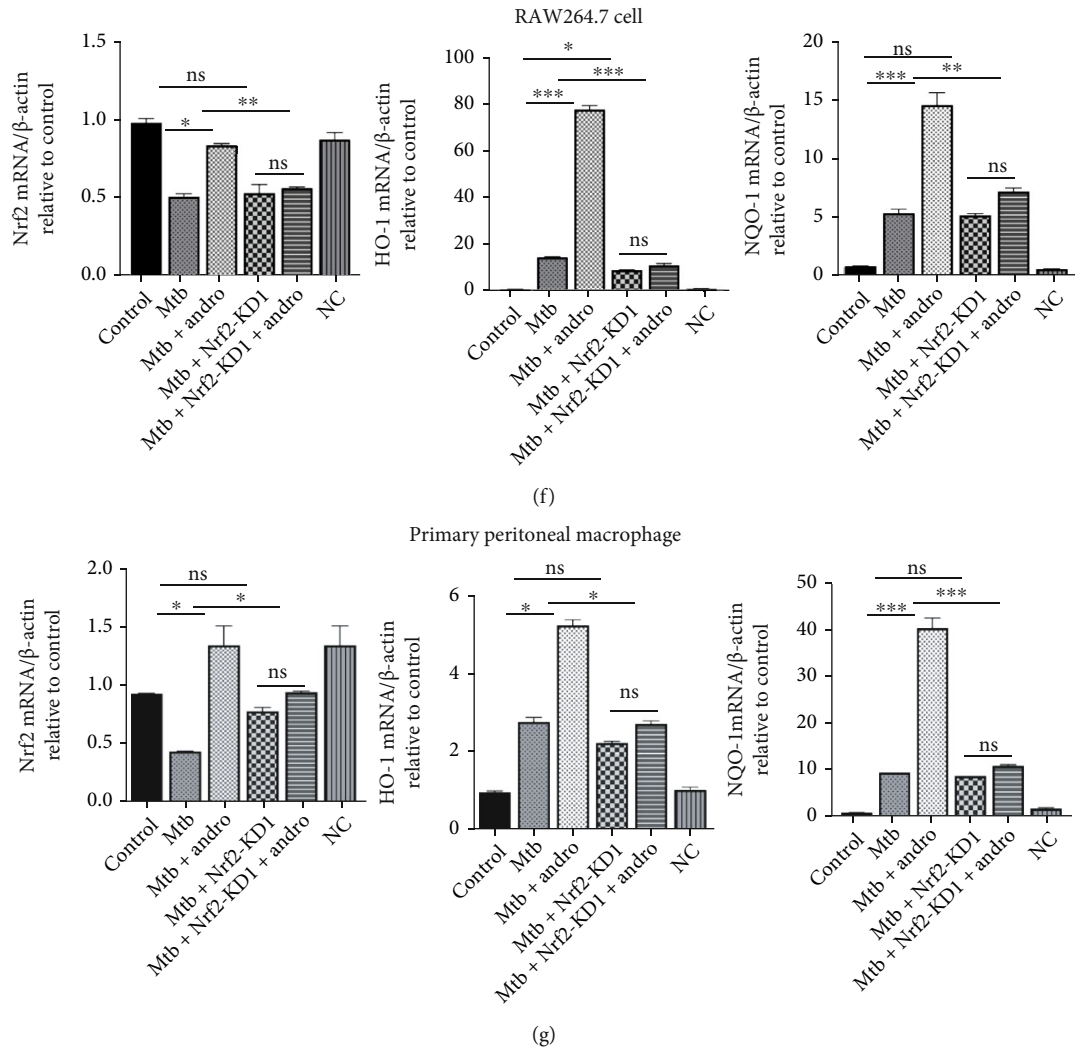 RAW264.7 cell
Nrf2 mRNA/β-actin
relative to control
1.5
1.0
0.5
0.0
ns
**
*
ns
Control
Mtb
Mtb + andro
Mtb + Nrf2-KD1
Mtb + Nrf2-KD1 + andro
NC
HO-1 mRNA/β-actin
relative to control
100
80
60
40
20
0
*
***
***
ns
Control
Mtb
Mtb + andro
Mtb + Nrf2-KD1
Mtb + Nrf2-KD1 + andro
NC
NQO-1 mRNA/β-actin
relative to control
20
15
10
5
0
ns
***
**
ns
Control
Mtb
Mtb + andro
Mtb + Nrf2-KD1
Mtb + Nrf2-KD1 + andro
NC
(f)
Primary peritoneal macrophage
Nrf2 mRNA/β-actin
relative to control
2.0
1.5
1.0
0.5
0.0
ns
*
*
ns
Control
Mtb
Mtb + andro
Mtb + Nrf2-KD1
Mtb + Nrf2-KD1 + andro
NC
HO-1 mRNA/β-actin
relative to control
6
4
2
0
ns
*
*
ns
Control
Mtb
Mtb + andro
Mtb + Nrf2-KD1
Mtb + Nrf2-KD1 + andro
NC
NQO-1mRNA/β-actin
relative to control
50
40
30
20
10
0
ns
***
***
ns
Control
Mtb
Mtb + andro
Mtb + Nrf2-KD1
Mtb + Nrf2-KD1 + andro
NC
(g)